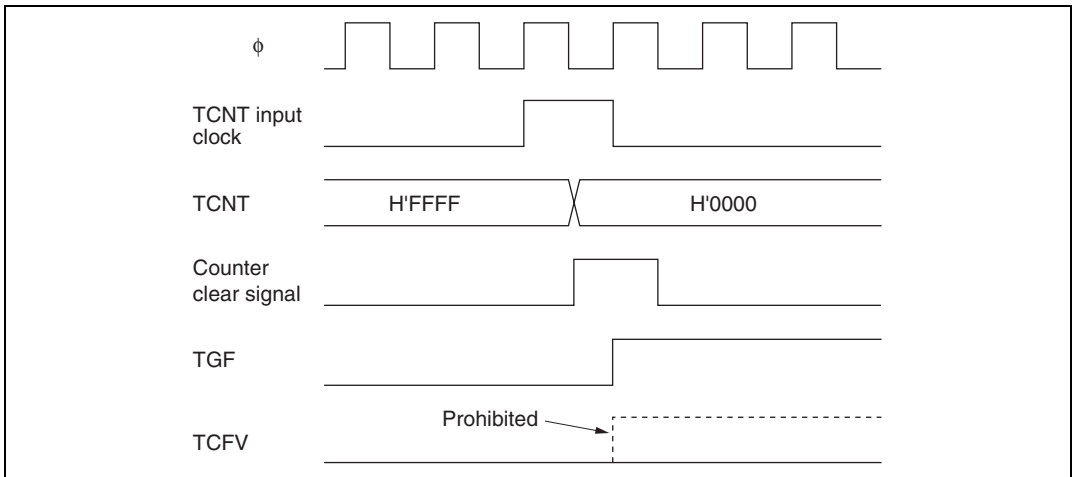 ϕ
TCNT input
clock
TCNT
H'FFFF
H'0000
Counter
clear signal
TGF
Prohibited
TCFV